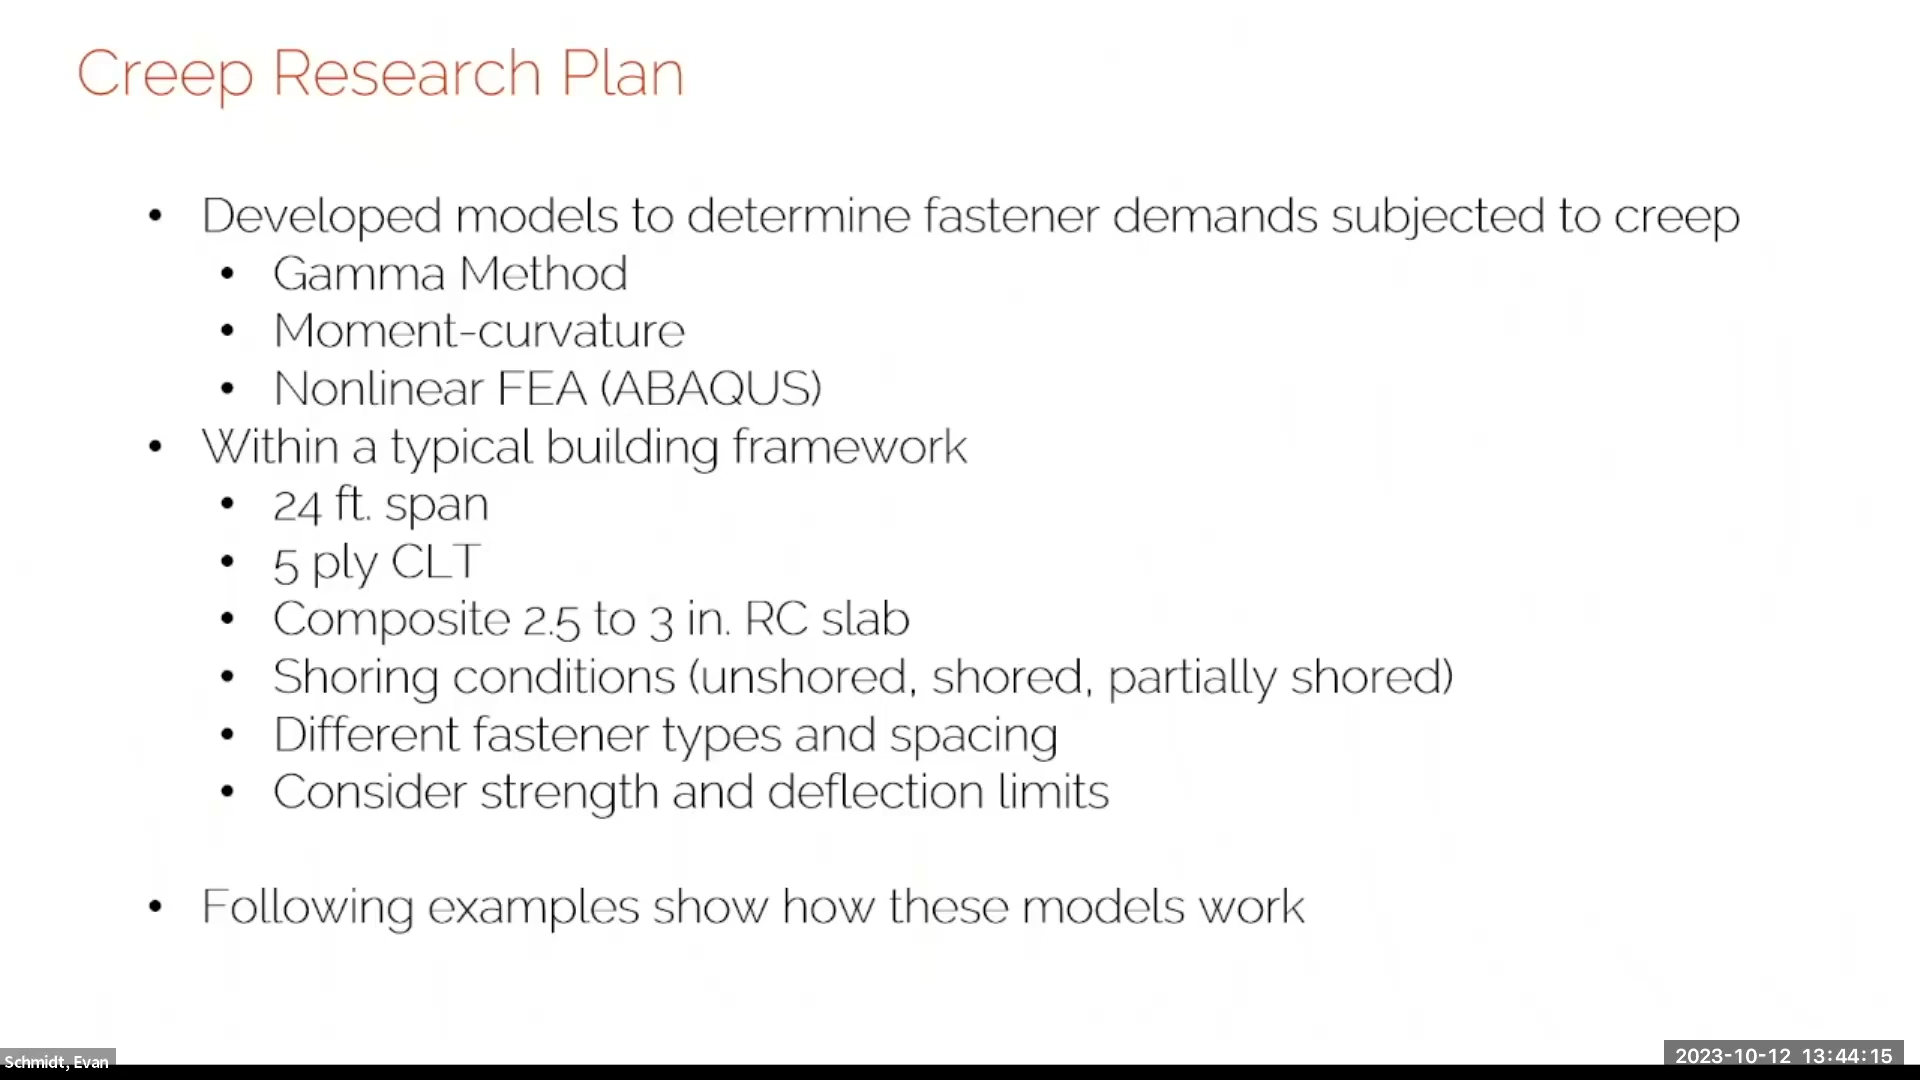 Creep Research Plan
• Developed models to determine fastener demands subjected to creep
• Gamma Method
• Moment-curvature
• Nonlinear FEA (ABAQUS)
• Within a typical building framework
• 24 ft. span
• 5 ply CLT
• Composite 2.5 to 3 in. RC slab
• Shoring conditions (unshored, shored, partially shored)
• Different fastener types and spacing
• Consider strength and deflection limits
• Following examples show how these models work
Schmidt, Evan
2023-10-12 13:44:15